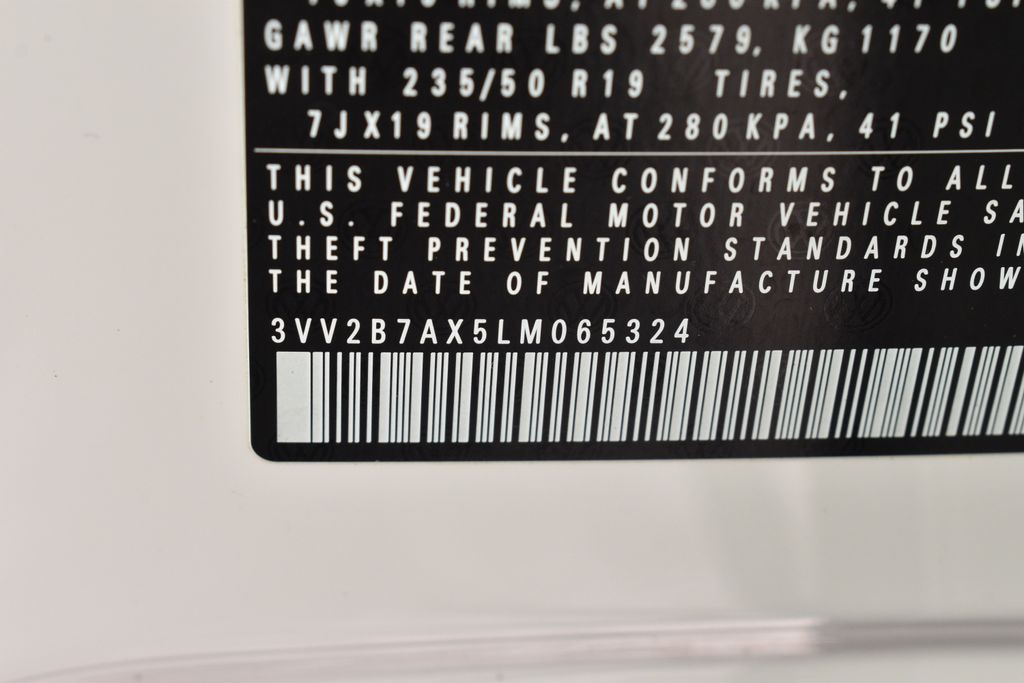 GAWR REAR LBS 2579, KG 1170
WITH 235/50 R19 TIRES,
7JX19 RIMS, AT 280 KPA, 41 PSI
THIS VEHICLE CONFORMS TO ALL
U.S. FEDERAL MOTOR VEHICLE SA
THEFT PREVENTION STANDARDS IN
THE DATE OF MANUFACTURE SHOW
3VV2B7AX5LM065324